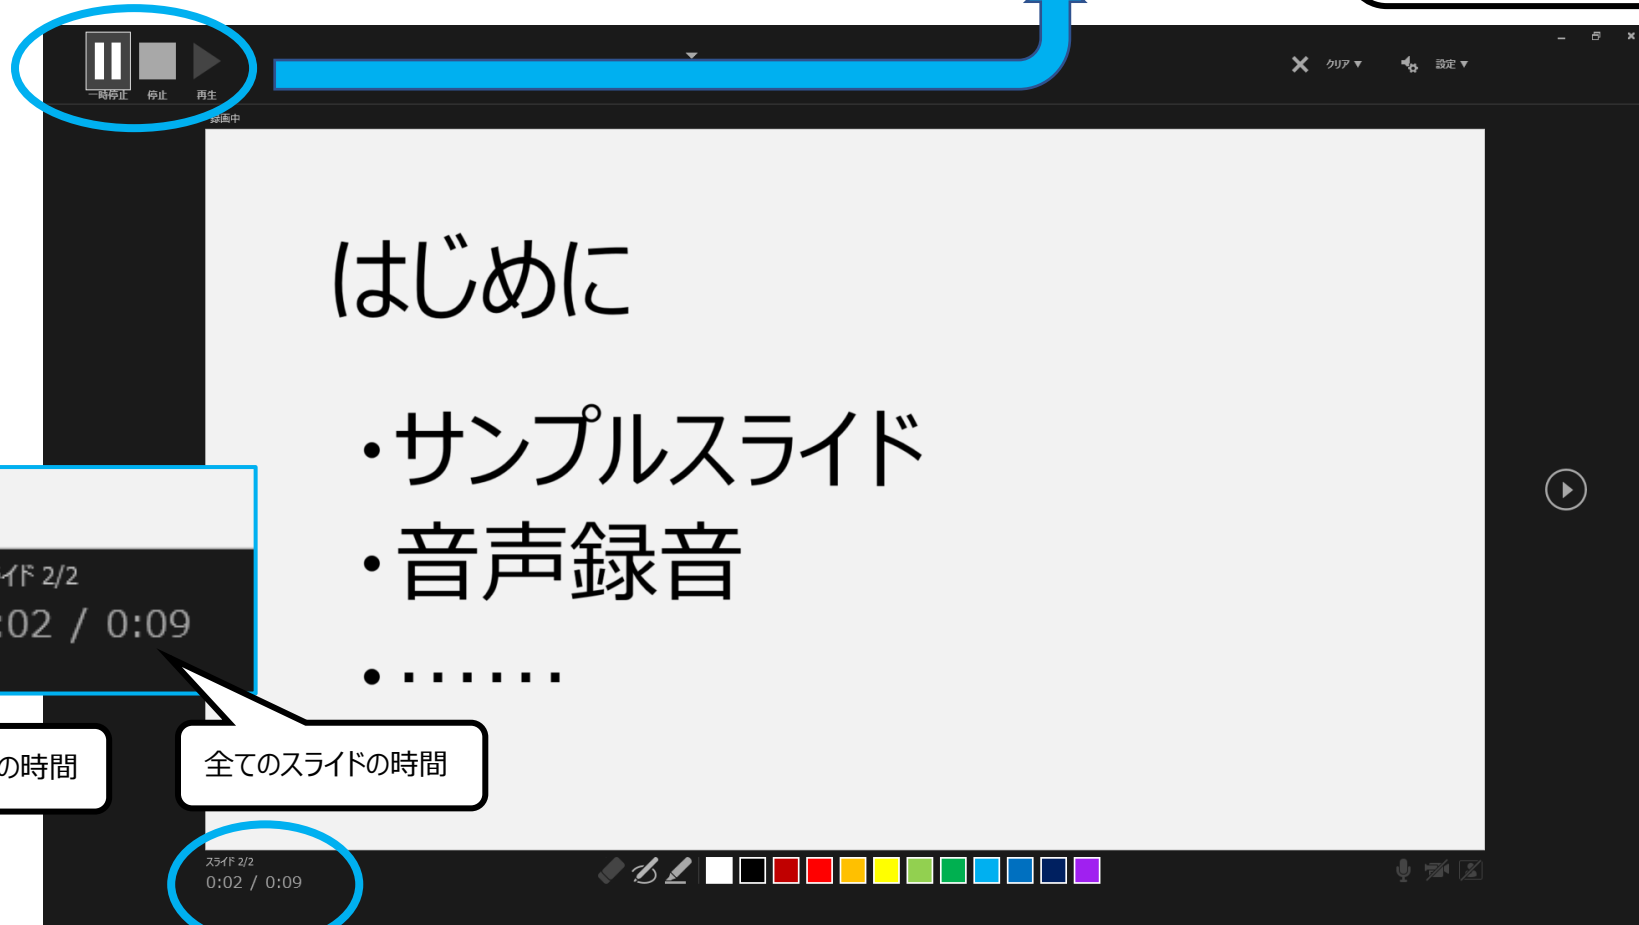 一時停止 停止 再生
クリア▼ 設定▼
録画中
はじめに
・サンプルスライド
・音声録音
・……
イド 2/2
:02 / 0:09
の時間
全てのスライドの時間
スライド 2/2
0:02 / 0:09